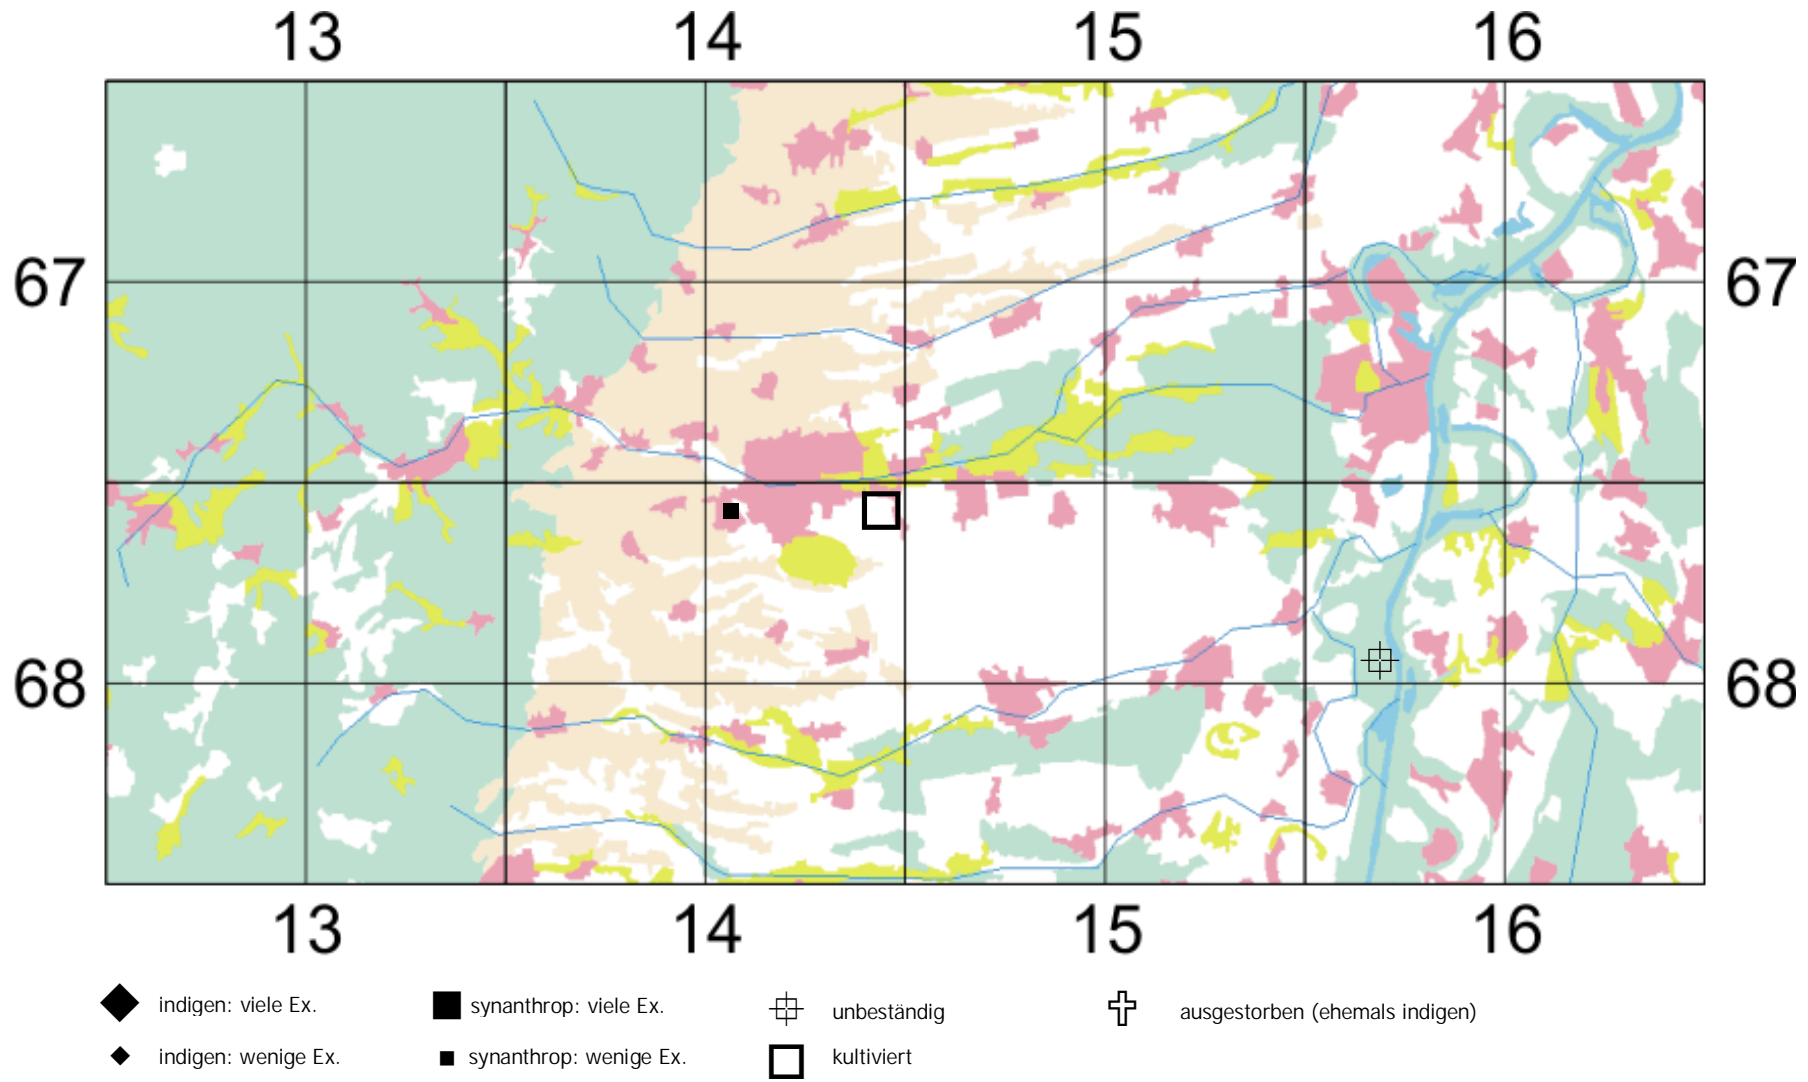 13 14 15 16
67 67
68 68
13 14 15 16
indigen: viele Ex. synanthrop: viele Ex. unbeständig ausgestorben (ehemals indigen)
indigen: wenige Ex. synanthrop: wenige Ex. kultiviert